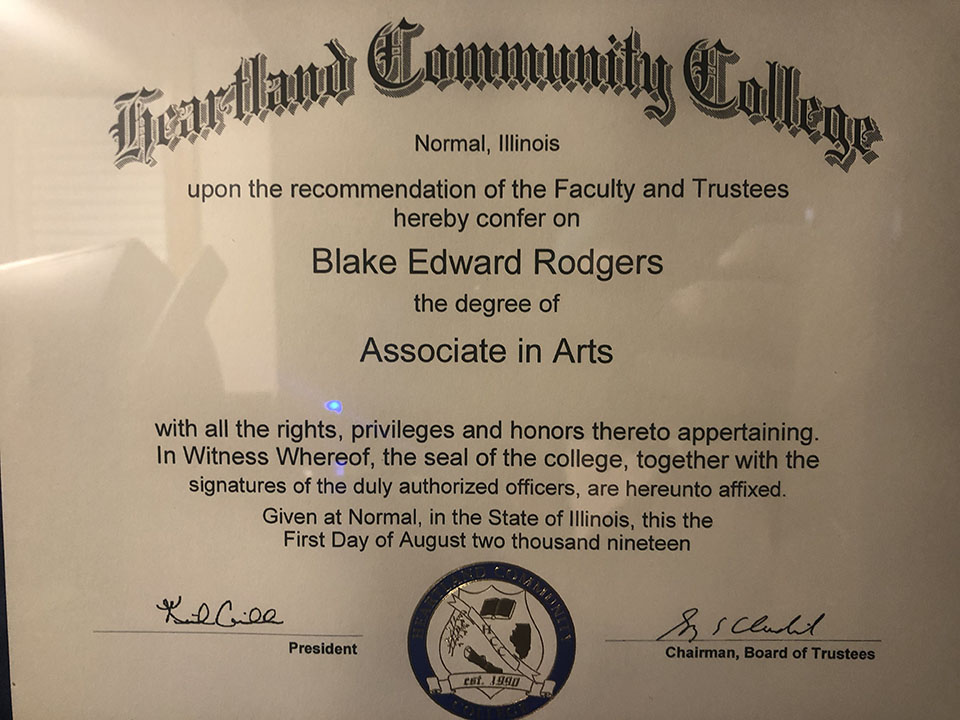 Heartland Community College
Normal, Illinois
upon the recommendation of the Faculty and Trustees
hereby confer on
Blake Edward Rodgers
the degree of
Associate in Arts
with all the rights, privileges and honors thereto appertaining.
In Witness Whereof, the seal of the college, together with the
signatures of the duly authorized officers, are hereunto affixed.
Given at Normal, in the State of Illinois, this the
First Day of August two thousand nineteen
President
Chairman, Board of Trustees
HEARTLAND COMMUNITY
COLLEGE
est. 1990